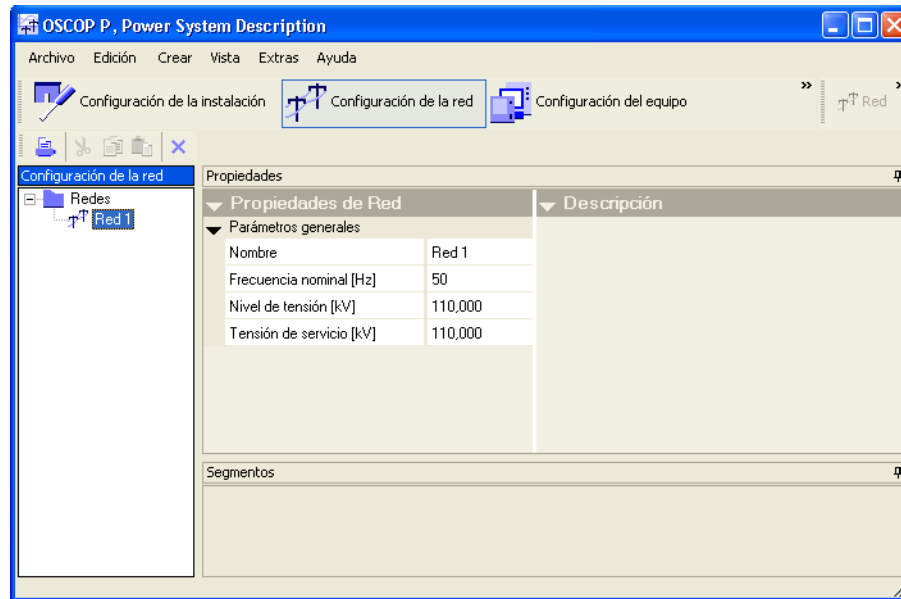 OSCOP P, Power System Description
Archivo Edición Crear Vista Extras Ayuda
Configuración de la instalación Configuración de la red Configuración del equipo » Red »
Configuración de la red
Redes
Red 1
Propiedades
Propiedades de Red
Parámetros generales
Nombre Red 1
Frecuencia nominal [Hz] 50
Nivel de tensión [kV] 110,000
Tensión de servicio [kV] 110,000
Descripción
Segmentos